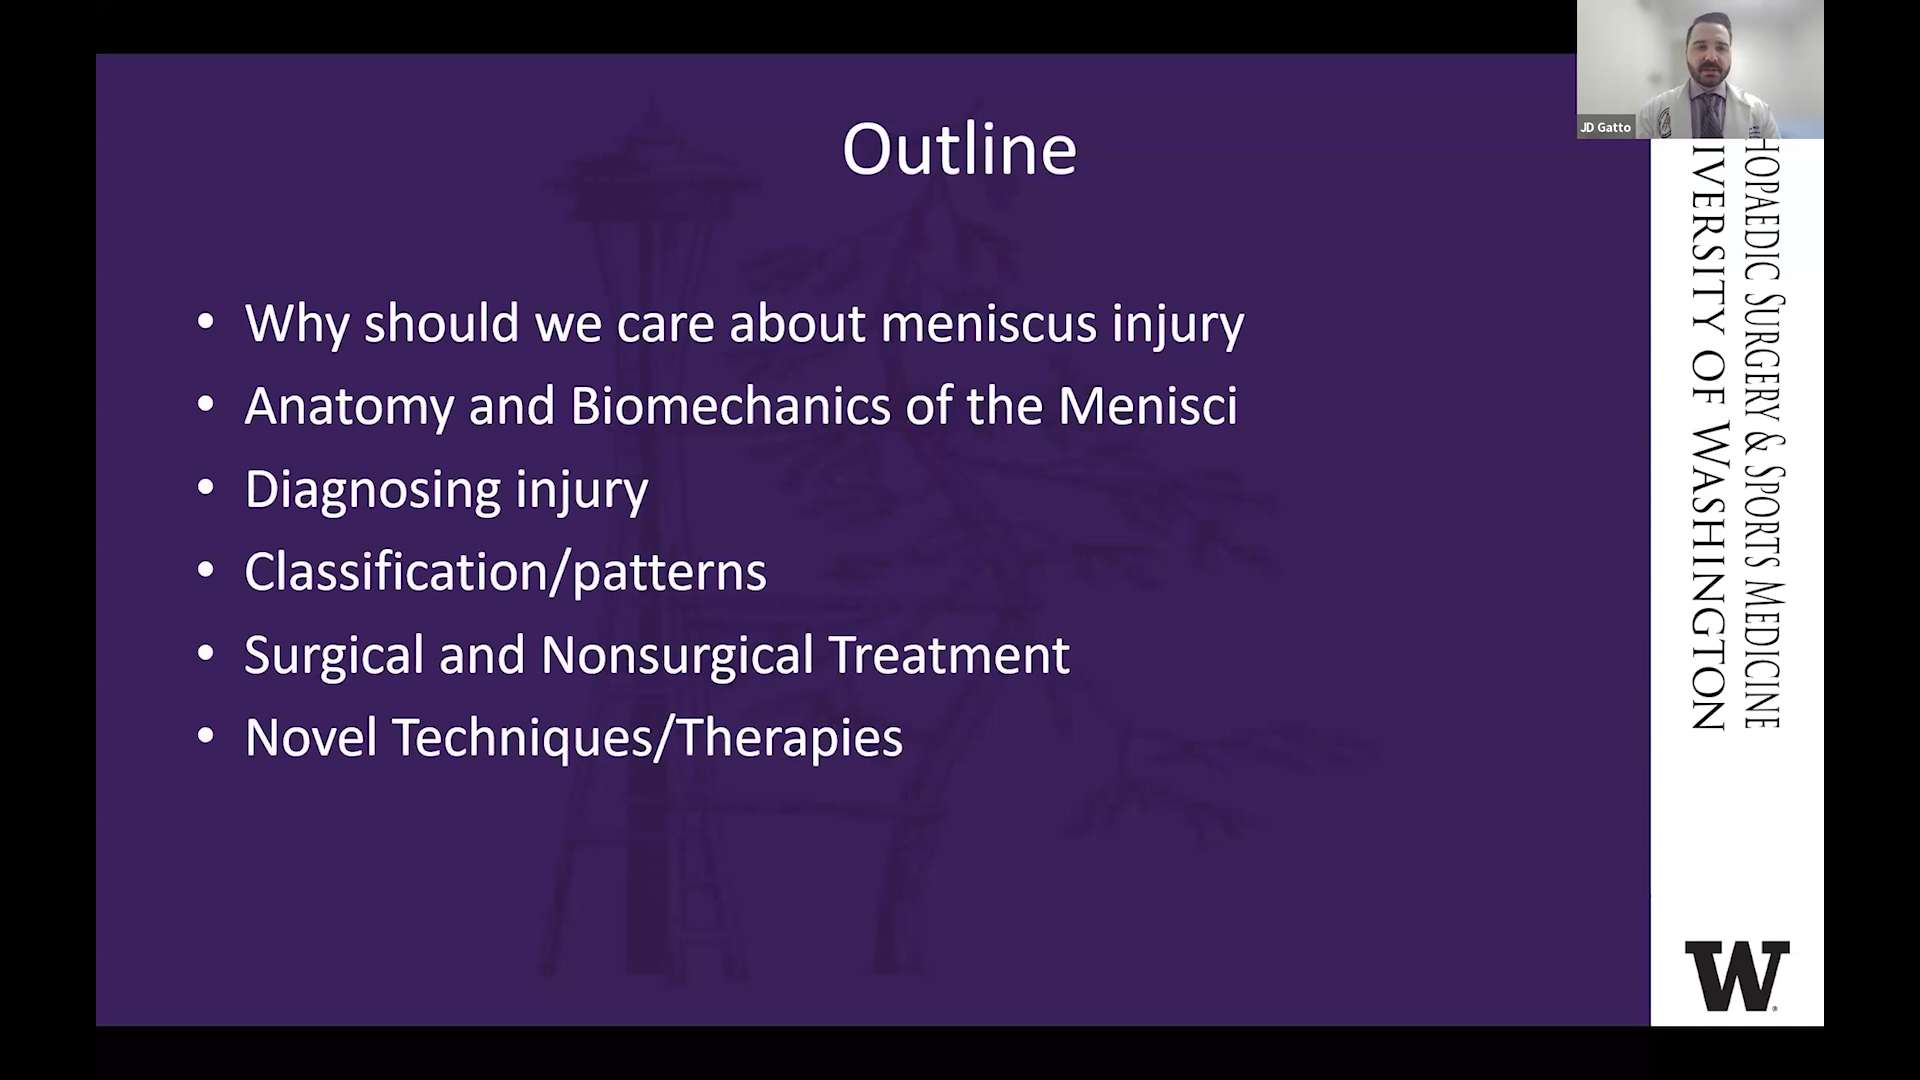 Outline
• Why should we care about meniscus injury
• Anatomy and Biomechanics of the Menisci
• Diagnosing injury
• Classification/patterns
• Surgical and Nonsurgical Treatment
• Novel Techniques/Therapies
JD Gatto
HOPAEDIC SURGERY & SPORTS MEDICINE
IVERSITY OF WASHINGTON
W